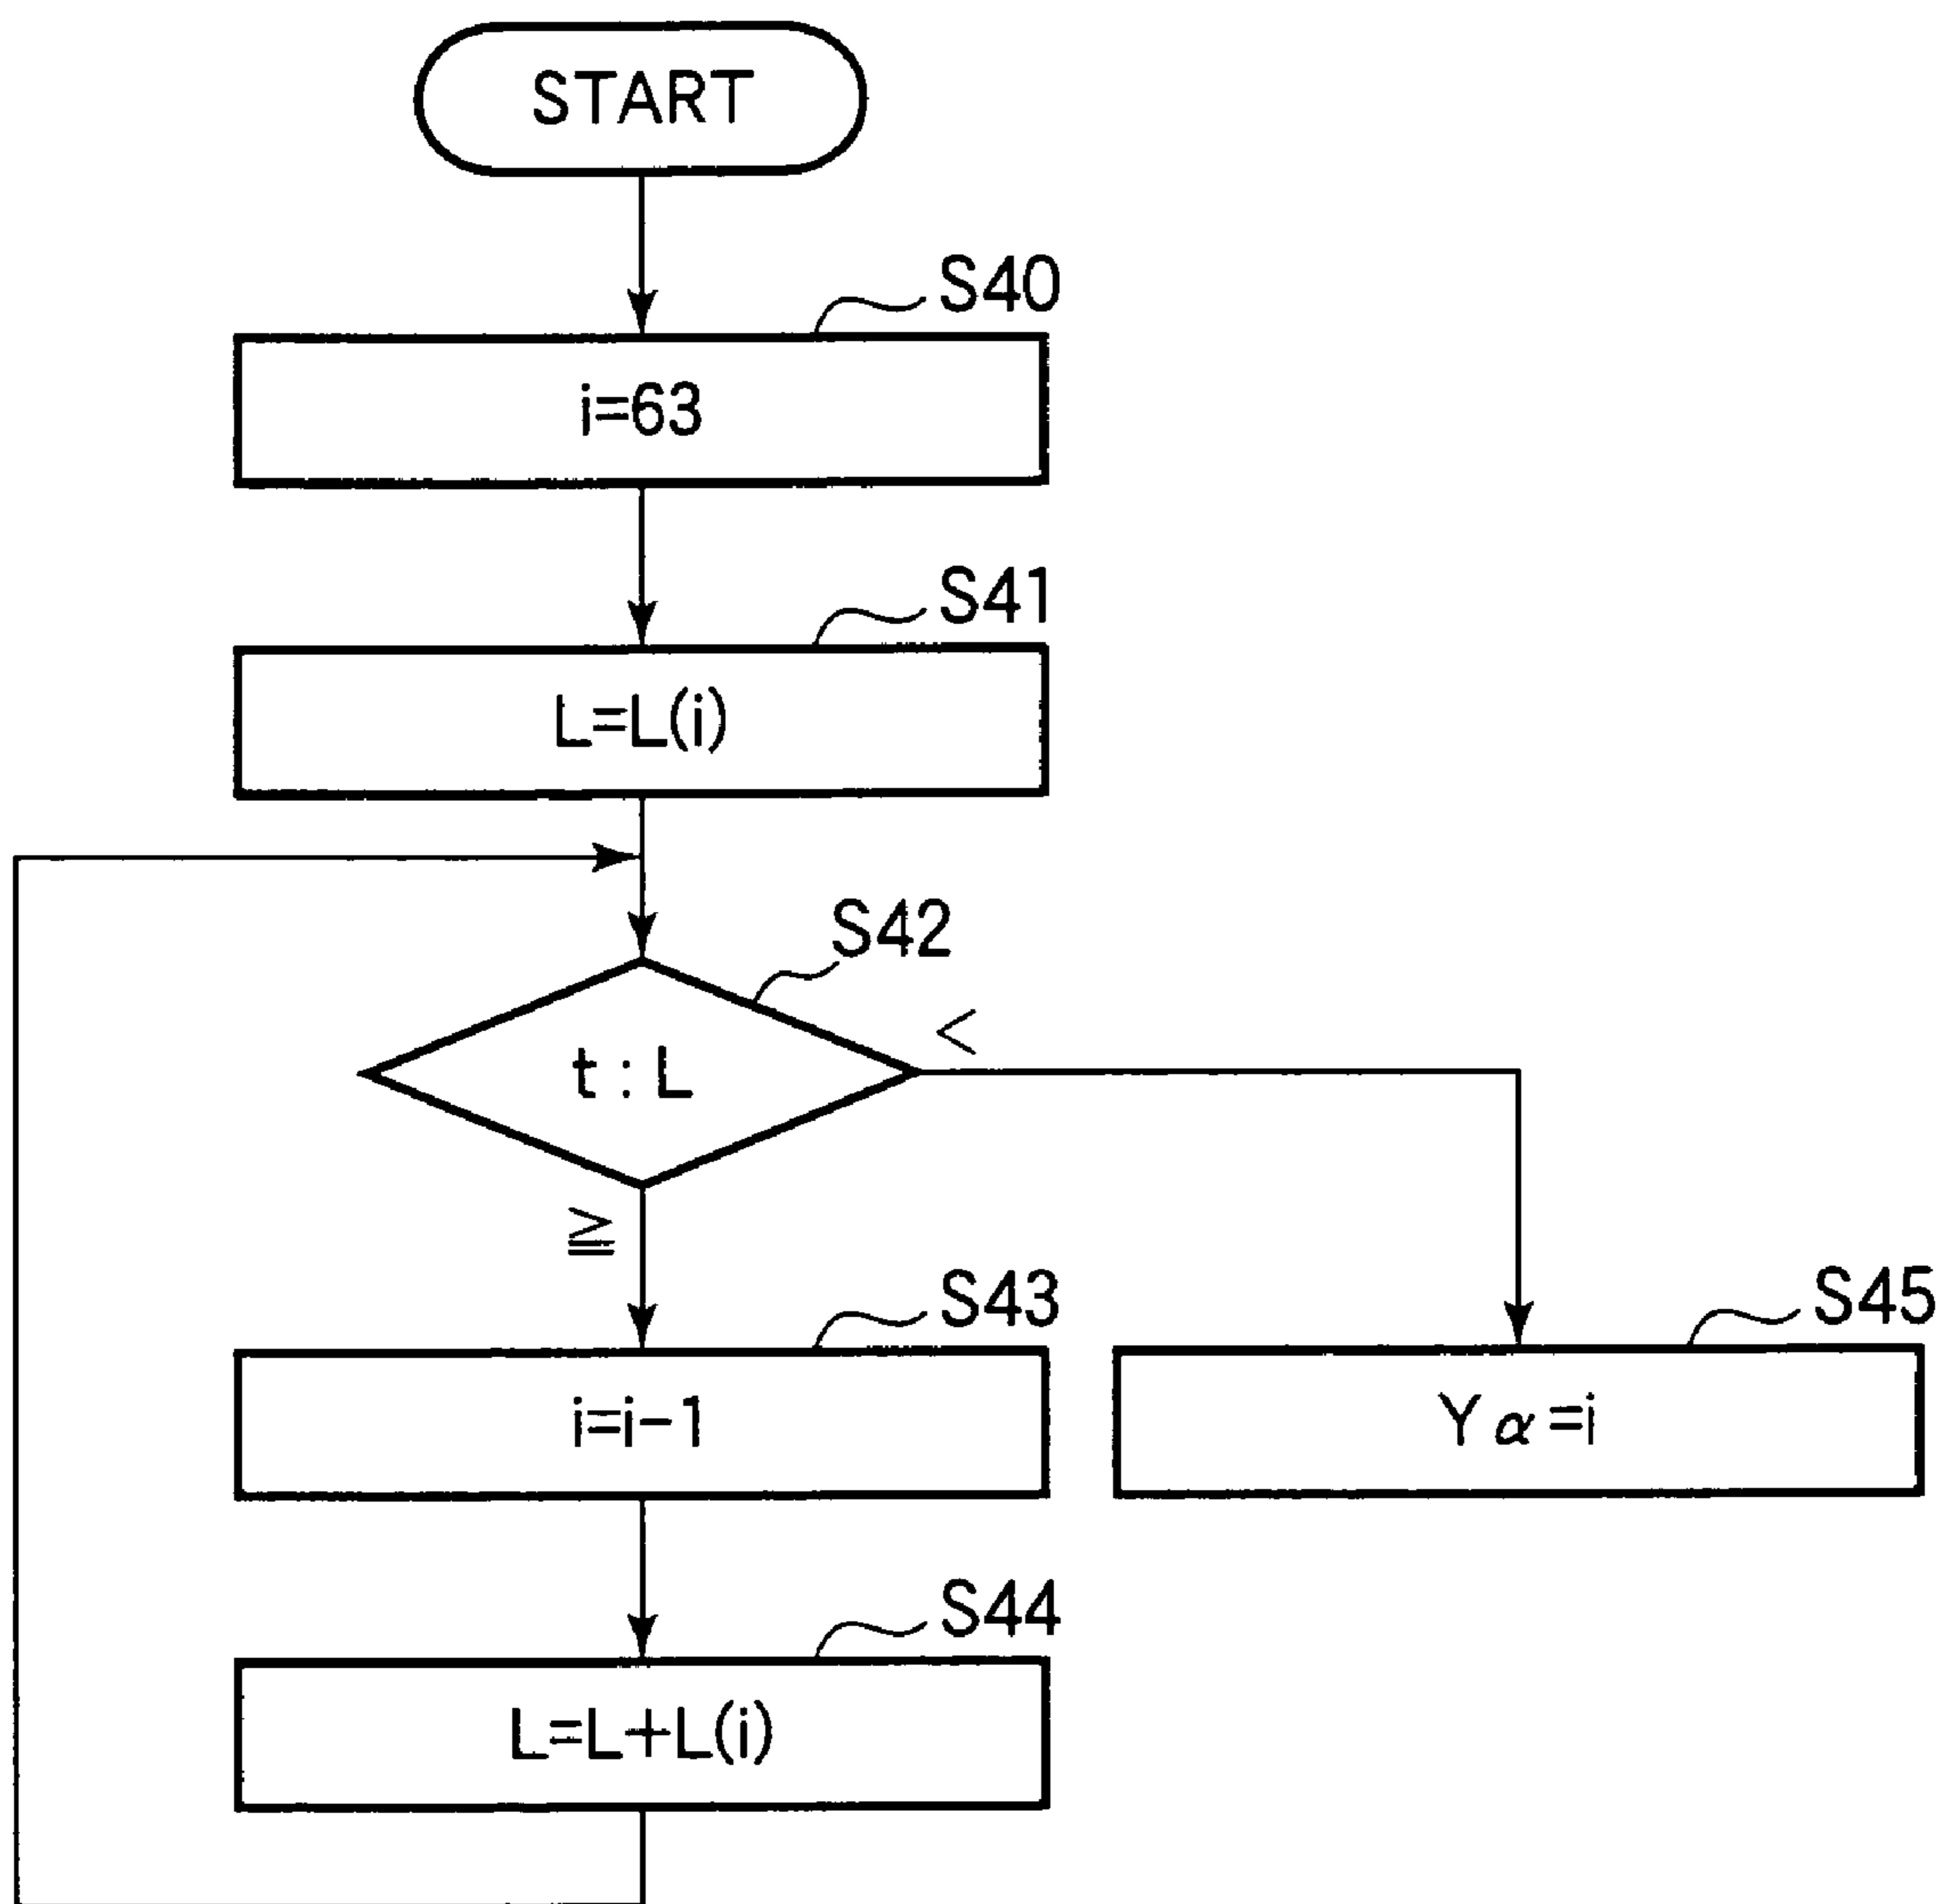 START
S40
i=63
S41
L=L(i)
S42
t : L
<
≧
S43
i=i-1
S45
Yα=i
S44
L=L+L(i)